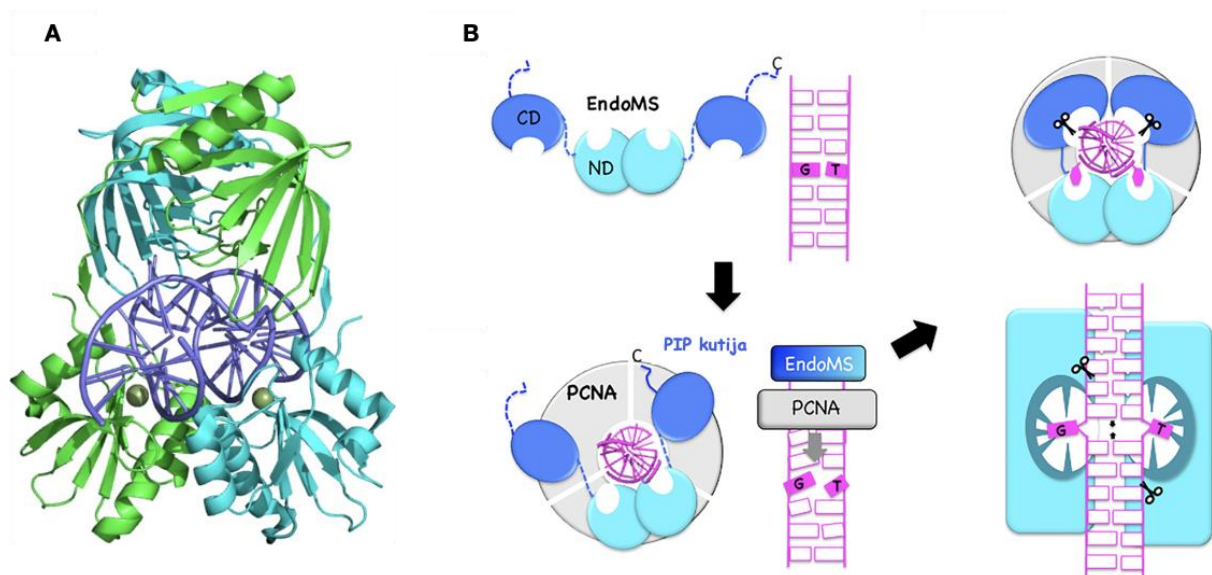 A
B
C
EndoMS
CD
ND
G T
PIP kutija
C
PCNA
EndoMS
PCNA
G T
G T